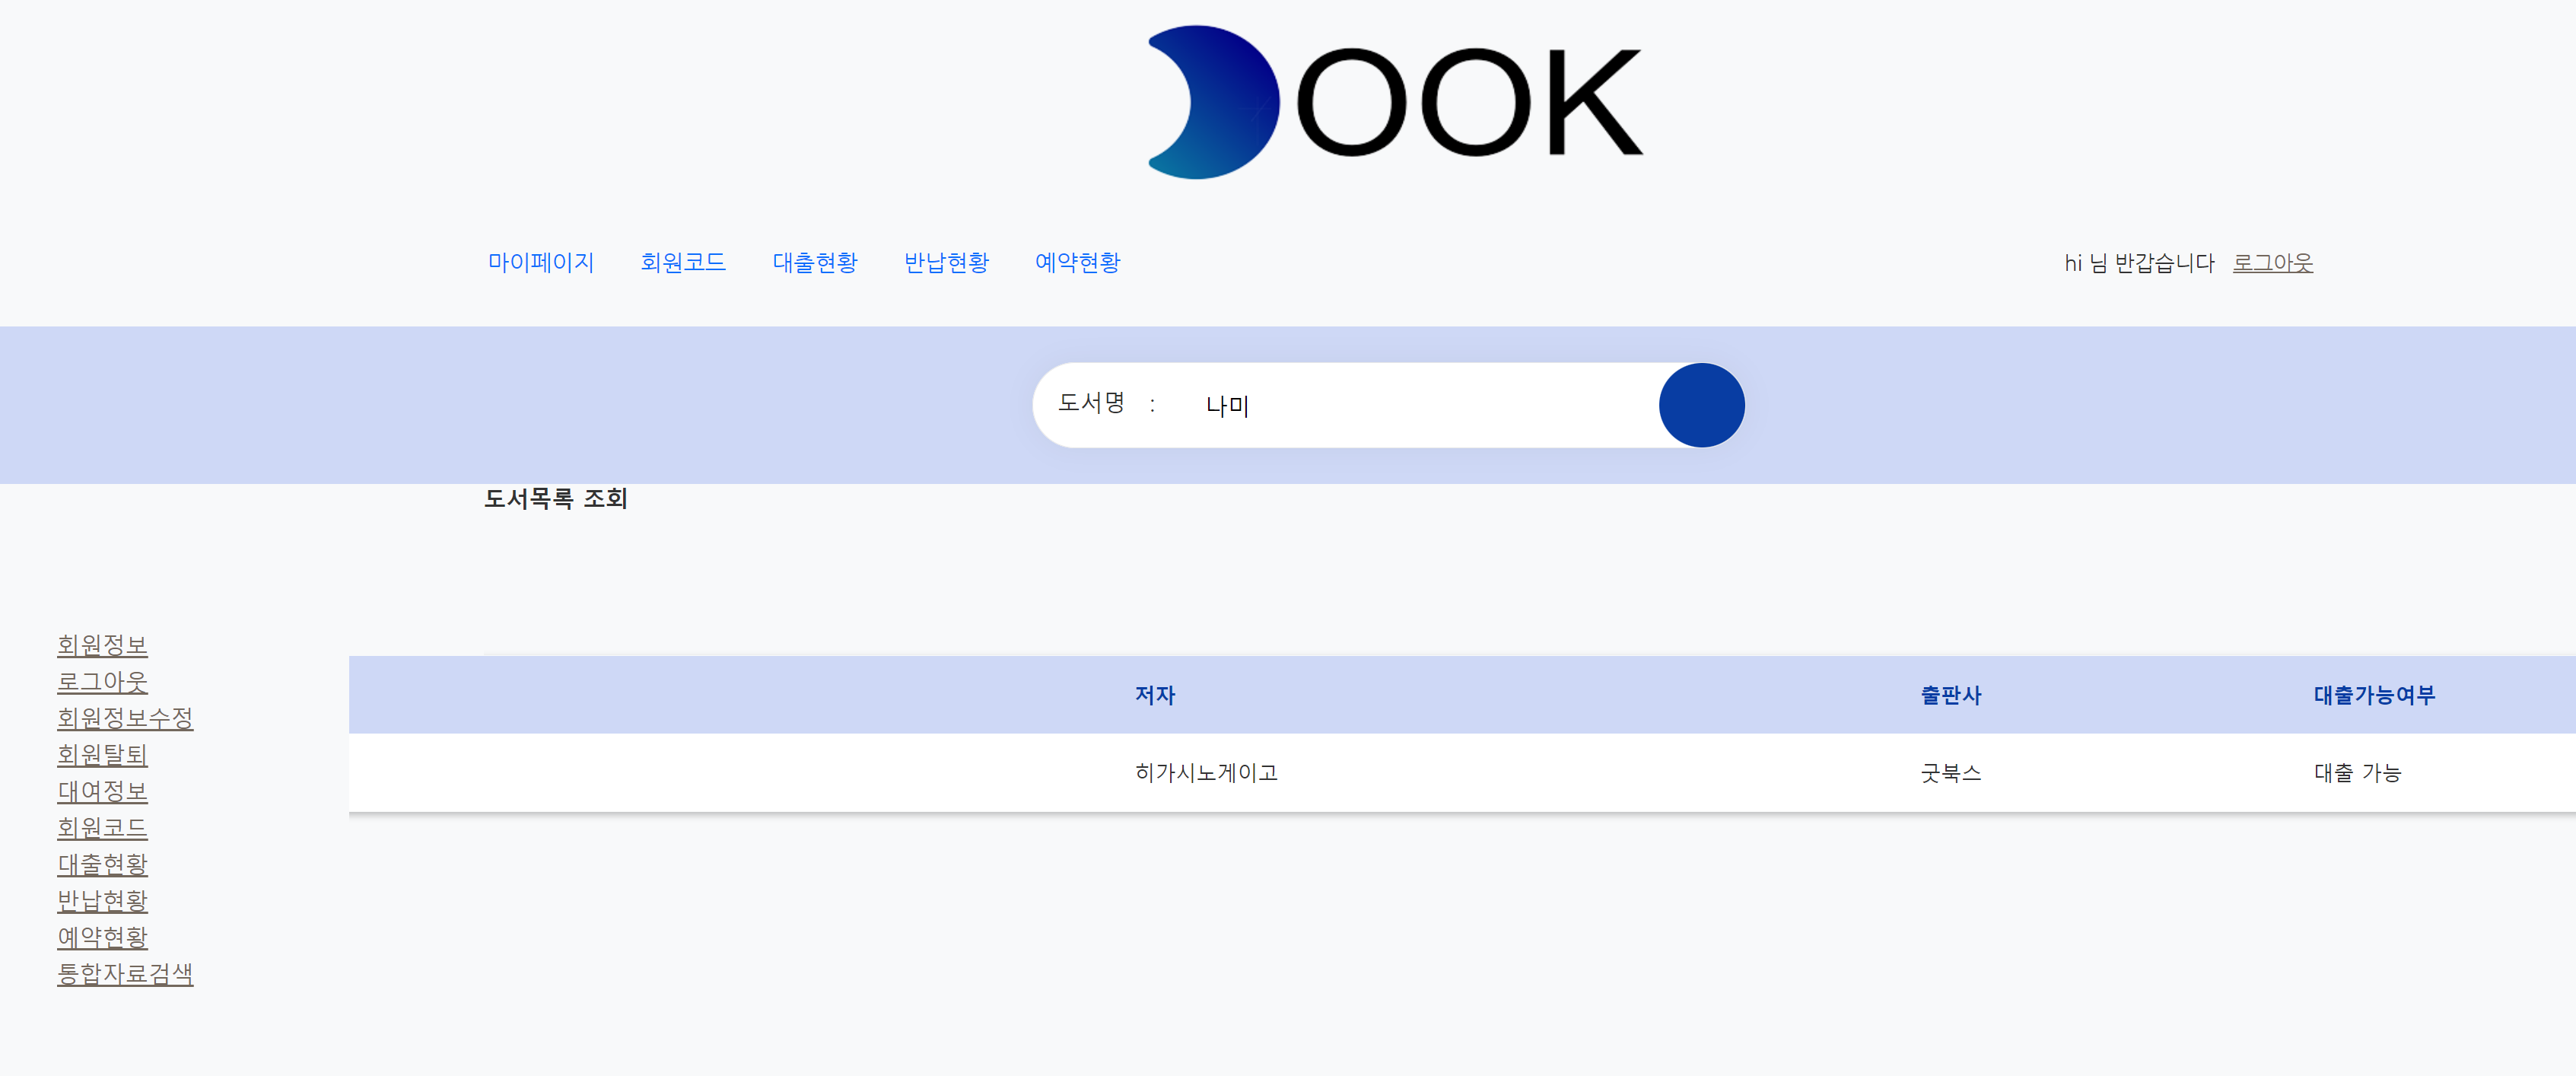 OOK
마이페이지 회원코드 대출현황 반납현황 예약현황 hi 님 반갑습니다 로그아웃
도서명 : 나미
도서목록 조회
회원정보
로그아웃
회원정보수정
회원탈퇴
대여정보
회원코드
대출현황
반납현황
예약현황
통합자료검색
저자 출판사 대출가능여부
히가시노게이고 굿북스 대출 가능